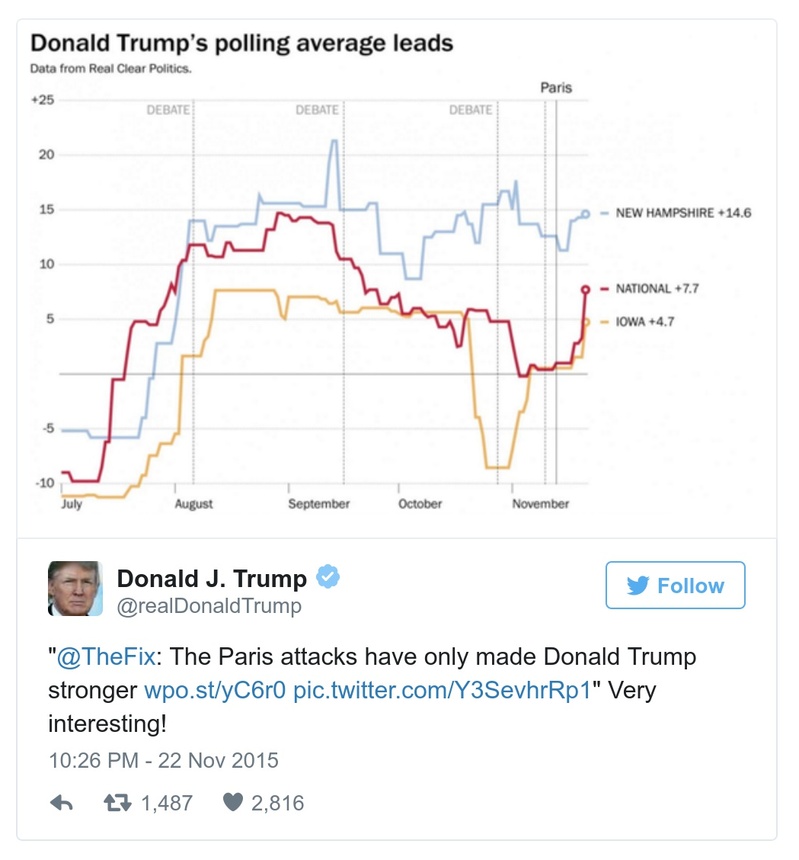 Donald Trump’s polling average leads
Data from Real Clear Politics.
Paris
+25
DEBATE
DEBATE
DEBATE
20
15
NEW HAMPSHIRE +14.6
10
NATIONAL +7.7
5
IOWA +4.7
-5
-10
July
August
September
October
November
Donald J. Trump
@realDonaldTrump
Follow
"@TheFix: The Paris attacks have only made Donald Trump
stronger wpo.st/yC6r0 pic.twitter.com/Y3SevhrRp1" Very
interesting!
10:26 PM - 22 Nov 2015
1,487
2,816